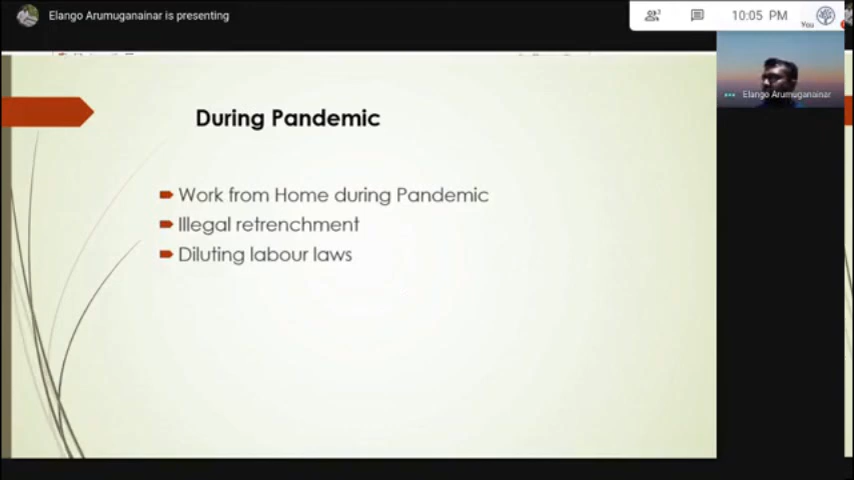 Elango Arumuganainar is presenting
3
10:05 PM
You
Elango Arumuganainar
During Pandemic
Work from Home during Pandemic
Illegal retrenchment
Diluting labour laws